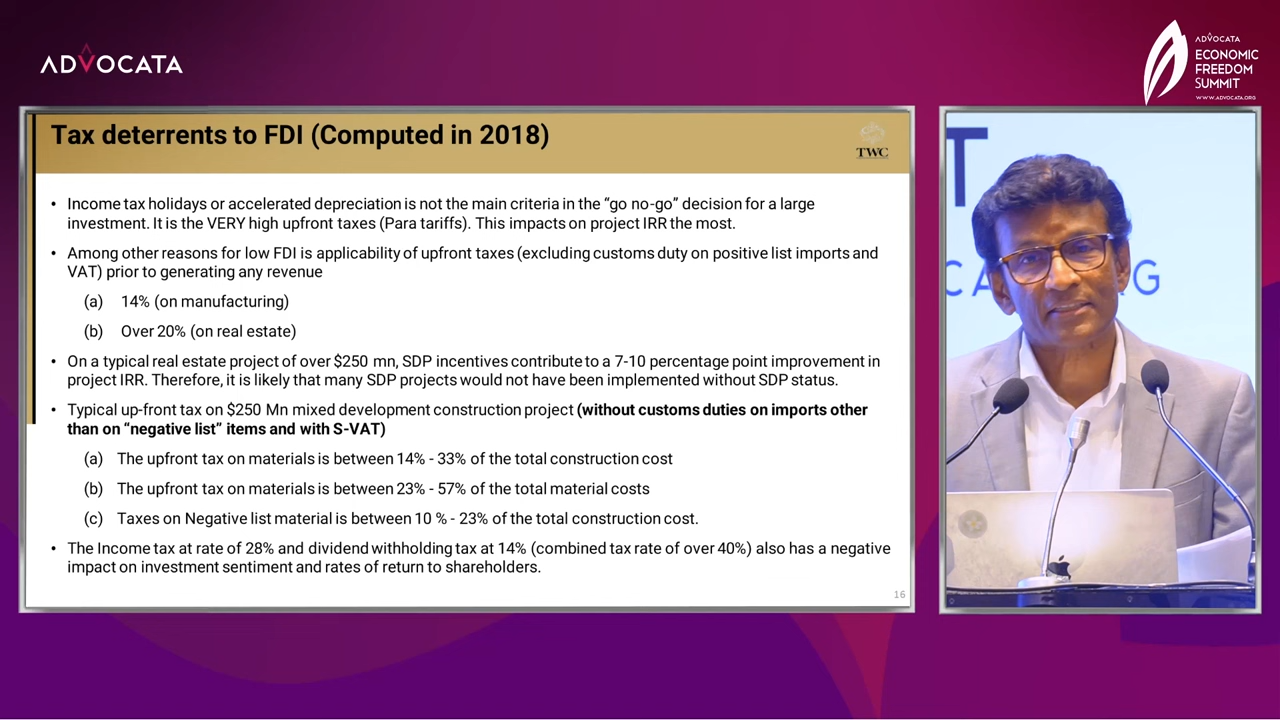 ADVOCATA
ADVOCATA
ECONOMIC
FREEDOM
SUMMIT
WWW.ADVOCATA.ORG
Tax deterrents to FDI (Computed in 2018)
TWC
• Income tax holidays or accelerated depreciation is not the main criteria in the “go no-go” decision for a large
investment. It is the VERY high upfront taxes (Para tariffs). This impacts on project IRR the most.
• Among other reasons for low FDI is applicability of upfront taxes (excluding customs duty on positive list imports and
VAT) prior to generating any revenue
(a) 14% (on manufacturing)
(b) Over 20% (on real estate)
• On a typical real estate project of over $250 mn, SDP incentives contribute to a 7-10 percentage point improvement in
project IRR. Therefore, it is likely that many SDP projects would not have been implemented without SDP status.
• Typical up-front tax on $250 Mn mixed development construction project (without customs duties on imports other
than on “negative list” items and with S-VAT)
(a) The upfront tax on materials is between 14% - 33% of the total construction cost
(b) The upfront tax on materials is between 23% - 57% of the total material costs
(c) Taxes on Negative list material is between 10 % - 23% of the total construction cost.
• The Income tax at rate of 28% and dividend withholding tax at 14% (combined tax rate of over 40%) also has a negative
impact on investment sentiment and rates of return to shareholders.
16
T
CA
G